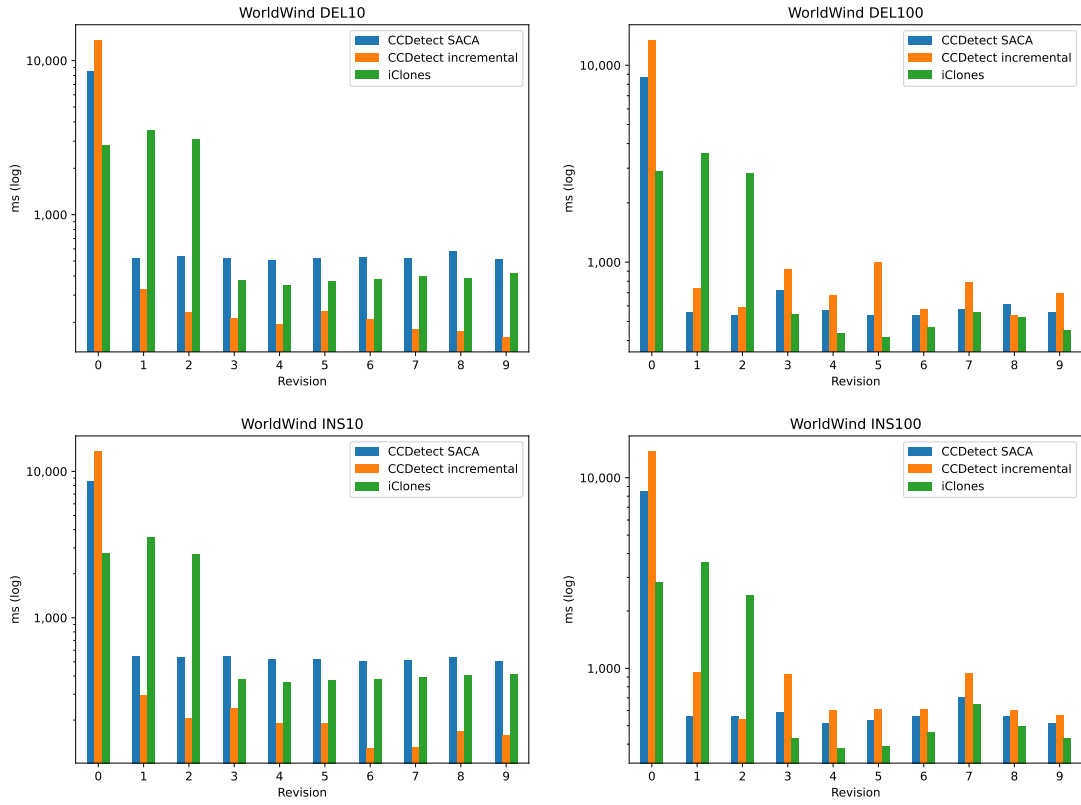 WorldWind DEL10
CCDetect SACA
CCDetect incremental
iClones
10,000
1,000
ms (log)
0 1 2 3 4 5 6 7 8 9
Revision
WorldWind DEL100
CCDetect SACA
CCDetect incremental
iClones
10,000
1,000
ms (log)
0 1 2 3 4 5 6 7 8 9
Revision
WorldWind INS10
CCDetect SACA
CCDetect incremental
iClones
10,000
1,000
ms (log)
0 1 2 3 4 5 6 7 8 9
Revision
WorldWind INS100
CCDetect SACA
CCDetect incremental
iClones
10,000
1,000
ms (log)
0 1 2 3 4 5 6 7 8 9
Revision